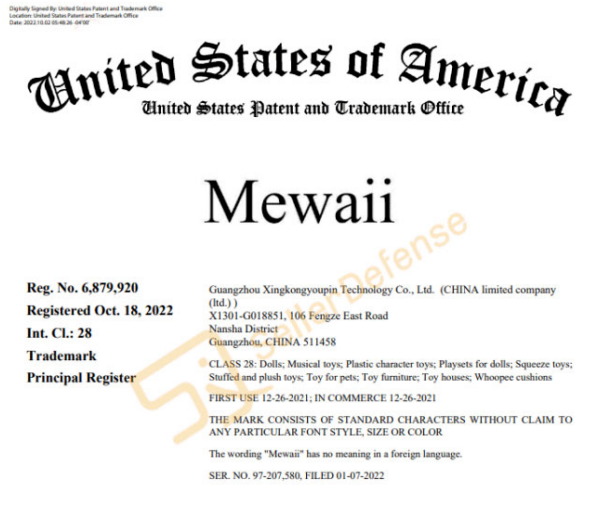 Digitally Signed By: United States Patent and Trademark Office
Location: United States Patent and Trademark Office
Date: 2022.10.02 05:48:26 -04'00'
United States of America
United States Patent and Trademark Office
Mewaii
Reg. No. 6,879,920
Registered Oct. 18, 2022
Int. Cl.: 28
Trademark
Principal Register
Guangzhou Xingkongyoupin Technology Co., Ltd. (CHINA limited company
(ltd.) )
X1301-G018851, 106 Fengze East Road
Nansha District
Guangzhou, CHINA 511458
CLASS 28: Dolls; Musical toys; Plastic character toys; Playsets for dolls; Squeeze toys;
Stuffed and plush toys; Toy for pets; Toy furniture; Toy houses; Whoopee cushions
FIRST USE 12-26-2021; IN COMMERCE 12-26-2021
THE MARK CONSISTS OF STANDARD CHARACTERS WITHOUT CLAIM TO
ANY PARTICULAR FONT STYLE, SIZE OR COLOR
The wording "Mewaii" has no meaning in a foreign language.
SER. NO. 97-207,580, FILED 01-07-2022
SellerDefense